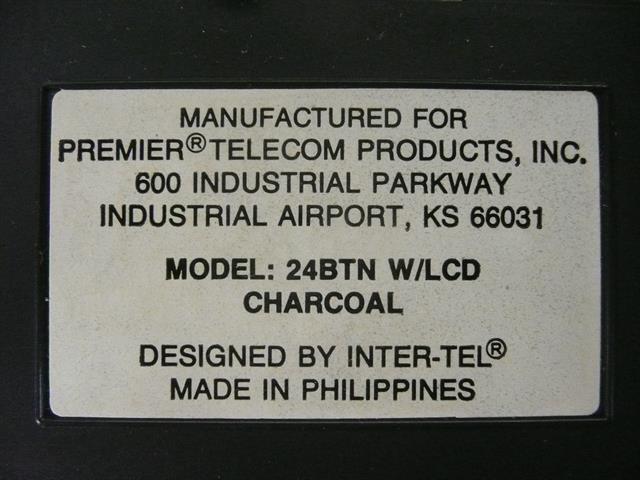 MANUFACTURED FOR
PREMIER® TELECOM PRODUCTS, INC.
600 INDUSTRIAL PARKWAY
INDUSTRIAL AIRPORT, KS 66031
MODEL: 24BTN W/LCD
CHARCOAL
DESIGNED BY INTER-TEL®
MADE IN PHILIPPINES